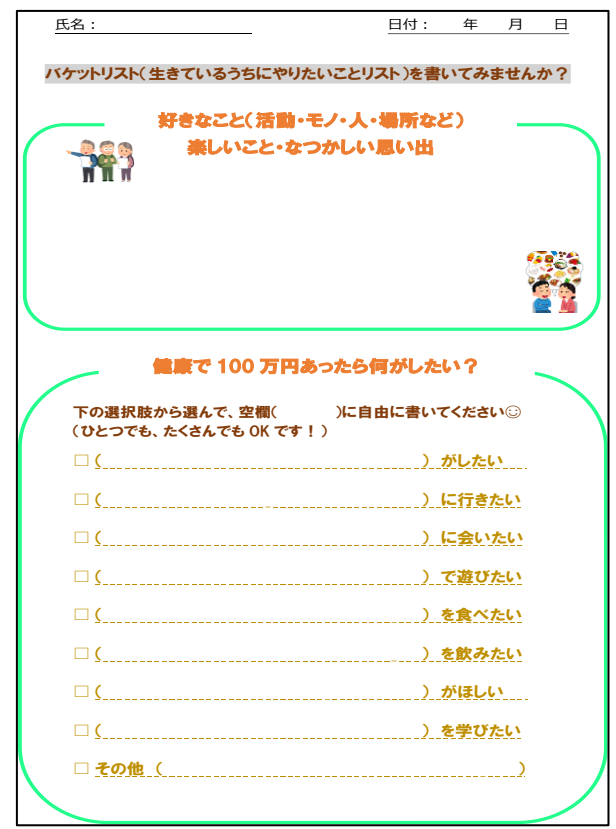 氏名： 日付： 年 月 日
バケットリスト(生きているうちにやりたいことリスト)を書いてみませんか？
好きなこと(活動・モノ・人・場所など)
楽しいこと・なつかしい思い出
健康で 100 万円あったら何がしたい？
下の選択肢から選んで、空欄( )に自由に書いてください☺
(ひとつでも、たくさんでも OK です！)
□ ( ) がしたい
□ ( ) に行きたい
□ ( ) に会いたい
□ ( ) で遊びたい
□ ( ) を食べたい
□ ( ) を飲みたい
□ ( ) がほしい
□ ( ) を学びたい
□ その他 ( )